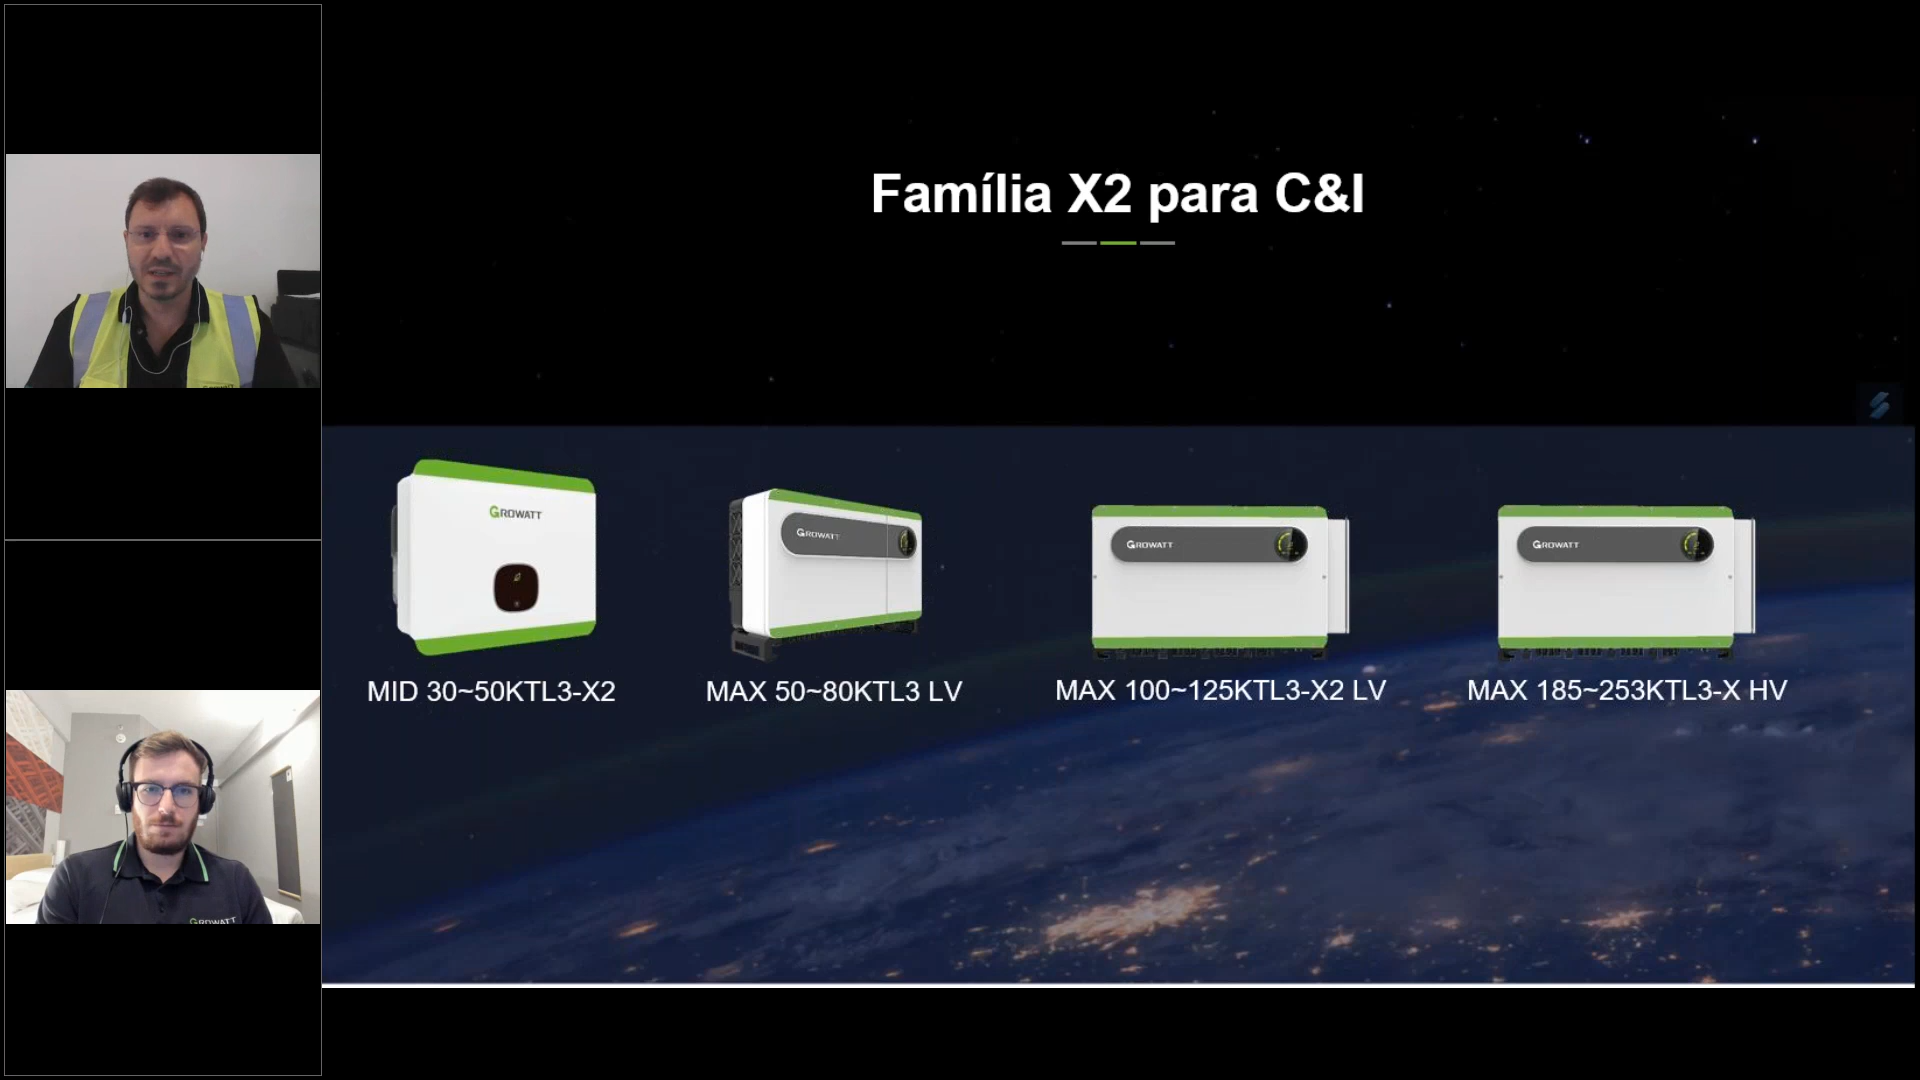 Família X2 para C&I
GROWATT
GROWATT
GROWATT
GROWATT
MID 30~50KTL3-X2
MAX 50~80KTL3 LV
MAX 100~125KTL3-X2 LV
MAX 185~253KTL3-X HV
GROWATT